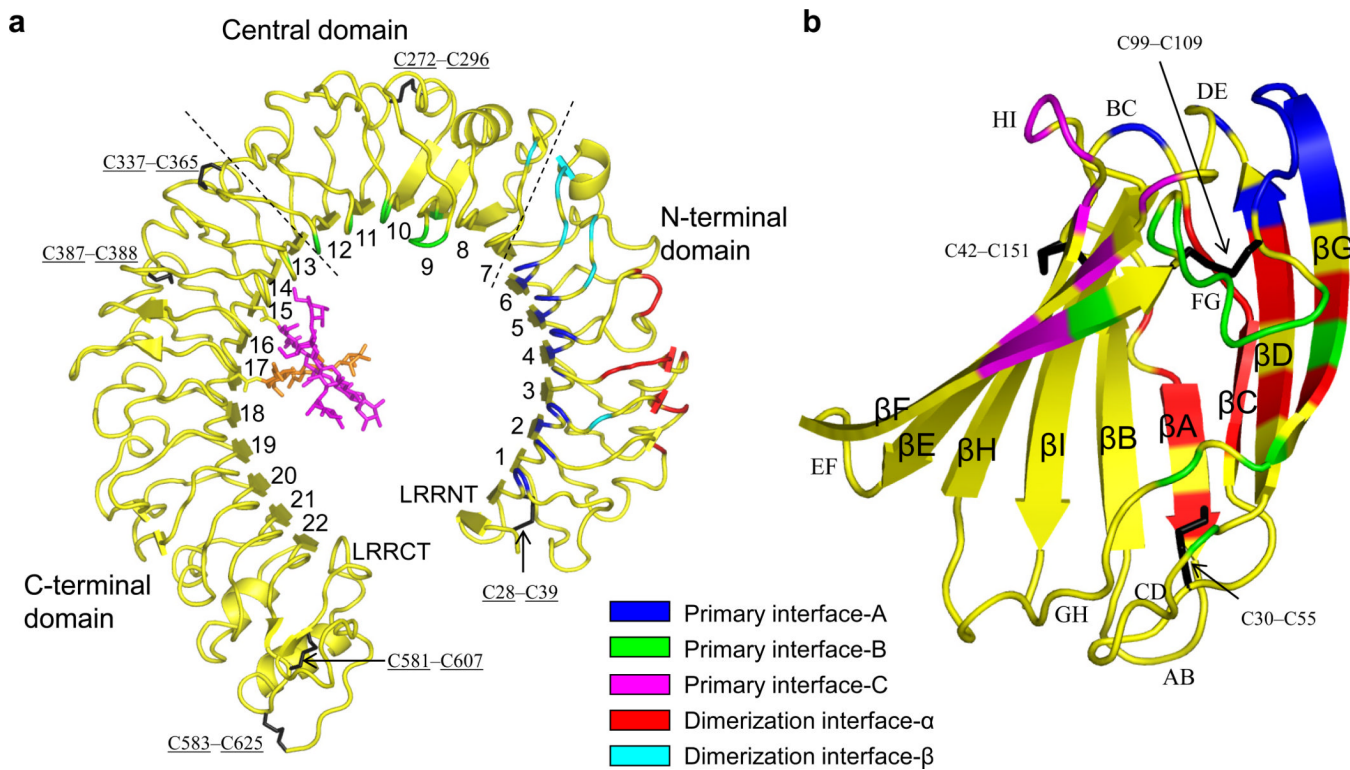 a
Central domain
C272–C296
C337–C365
C387–C388
N-terminal
domain
13
12
11
10
9
8
7
6
5
4
3
2
1
14
15
16
17
18
19
20
21
22
LRRNT
LRRCT
C-terminal
domain
C28–C39
C581–C607
C583–C625
Primary interface-A
Primary interface-B
Primary interface-C
Dimerization interface-α
Dimerization interface-β
b
C99–C109
HI
BC
DE
C42–C151
FG
βG
βD
βC
βA
βF
βE
βH
βI
βB
EF
GH
CD
C30–C55
AB